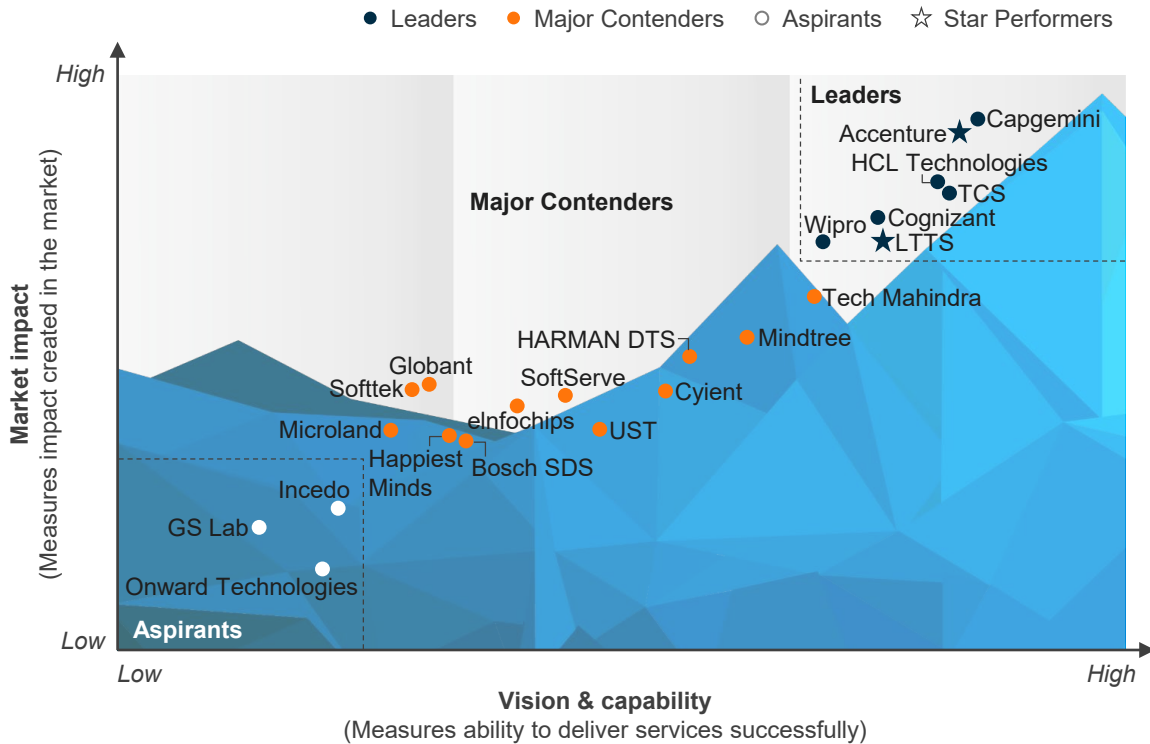 Leaders
Major Contenders
Aspirants
Star Performers
High
Leaders
Capgemini
Accenture
HCL Technologies
TCS
Major Contenders
Cognizant
Wipro
LTTS
Tech Mahindra
HARMAN DTS
Mindtree
Globant
SoftServe
Softtek
Cyient
eInfochips
Microland
UST
Happiest
Minds
Bosch SDS
Incedo
GS Lab
Onward Technologies
Aspirants
Low
Market impact
(Measures impact created in the market)
Low
High
Vision & capability
(Measures ability to deliver services successfully)